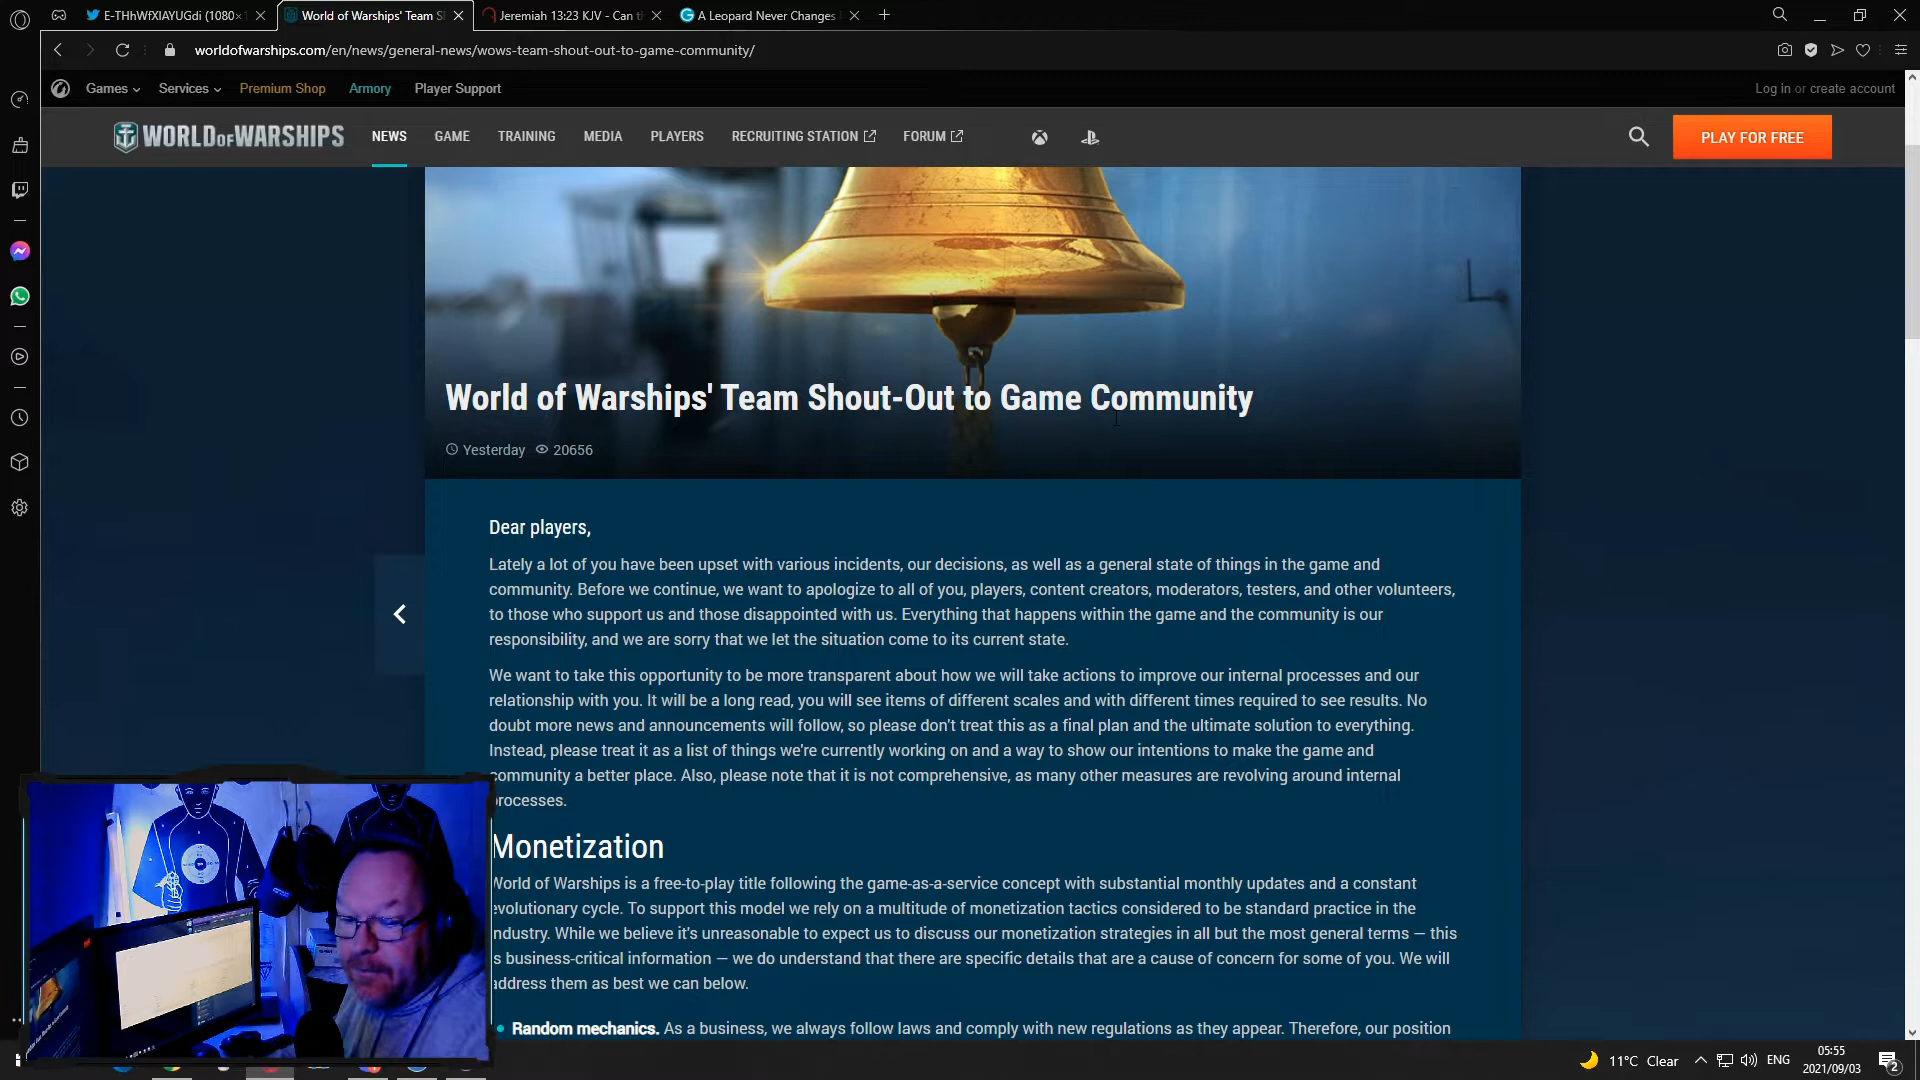 E-THhWfXIAYUGdi (1080×
World of Warships' Team S
Jeremiah 13:23 KJV - Can t
A Leopard Never Changes
worldofwarships.com/en/news/general-news/wows-team-shout-out-to-game-community/
Games Services Premium Shop Armory Player Support Log in or create account
WORLD OF WARSHIPS NEWS GAME TRAINING MEDIA PLAYERS RECRUITING STATION FORUM PLAY FOR FREE
World of Warships' Team Shout-Out to Game Community
Yesterday 20656
Dear players,
Lately a lot of you have been upset with various incidents, our decisions, as well as a general state of things in the game and
community. Before we continue, we want to apologize to all of you, players, content creators, moderators, testers, and other volunteers,
to those who support us and those disappointed with us. Everything that happens within the game and the community is our
responsibility, and we are sorry that we let the situation come to its current state.
We want to take this opportunity to be more transparent about how we will take actions to improve our internal processes and our
relationship with you. It will be a long read, you will see items of different scales and with different times required to see results. No
doubt more news and announcements will follow, so please don't treat this as a final plan and the ultimate solution to everything.
Instead, please treat it as a list of things we're currently working on and a way to show our intentions to make the game and
community a better place. Also, please note that it is not comprehensive, as many other measures are revolving around internal
processes.
Monetization
World of Warships is a free-to-play title following the game-as-a-service concept with substantial monthly updates and a constant
evolutionary cycle. To support this model we rely on a multitude of monetization tactics considered to be standard practice in the
industry. While we believe it's unreasonable to expect us to discuss our monetization strategies in all but the most general terms — this
is business-critical information — we do understand that there are specific details that are a cause of concern for some of you. We will
address them as best we can below.
Random mechanics. As a business, we always follow laws and comply with new regulations as they appear. Therefore, our position
11°C Clear ENG 05:55
2021/09/03 2